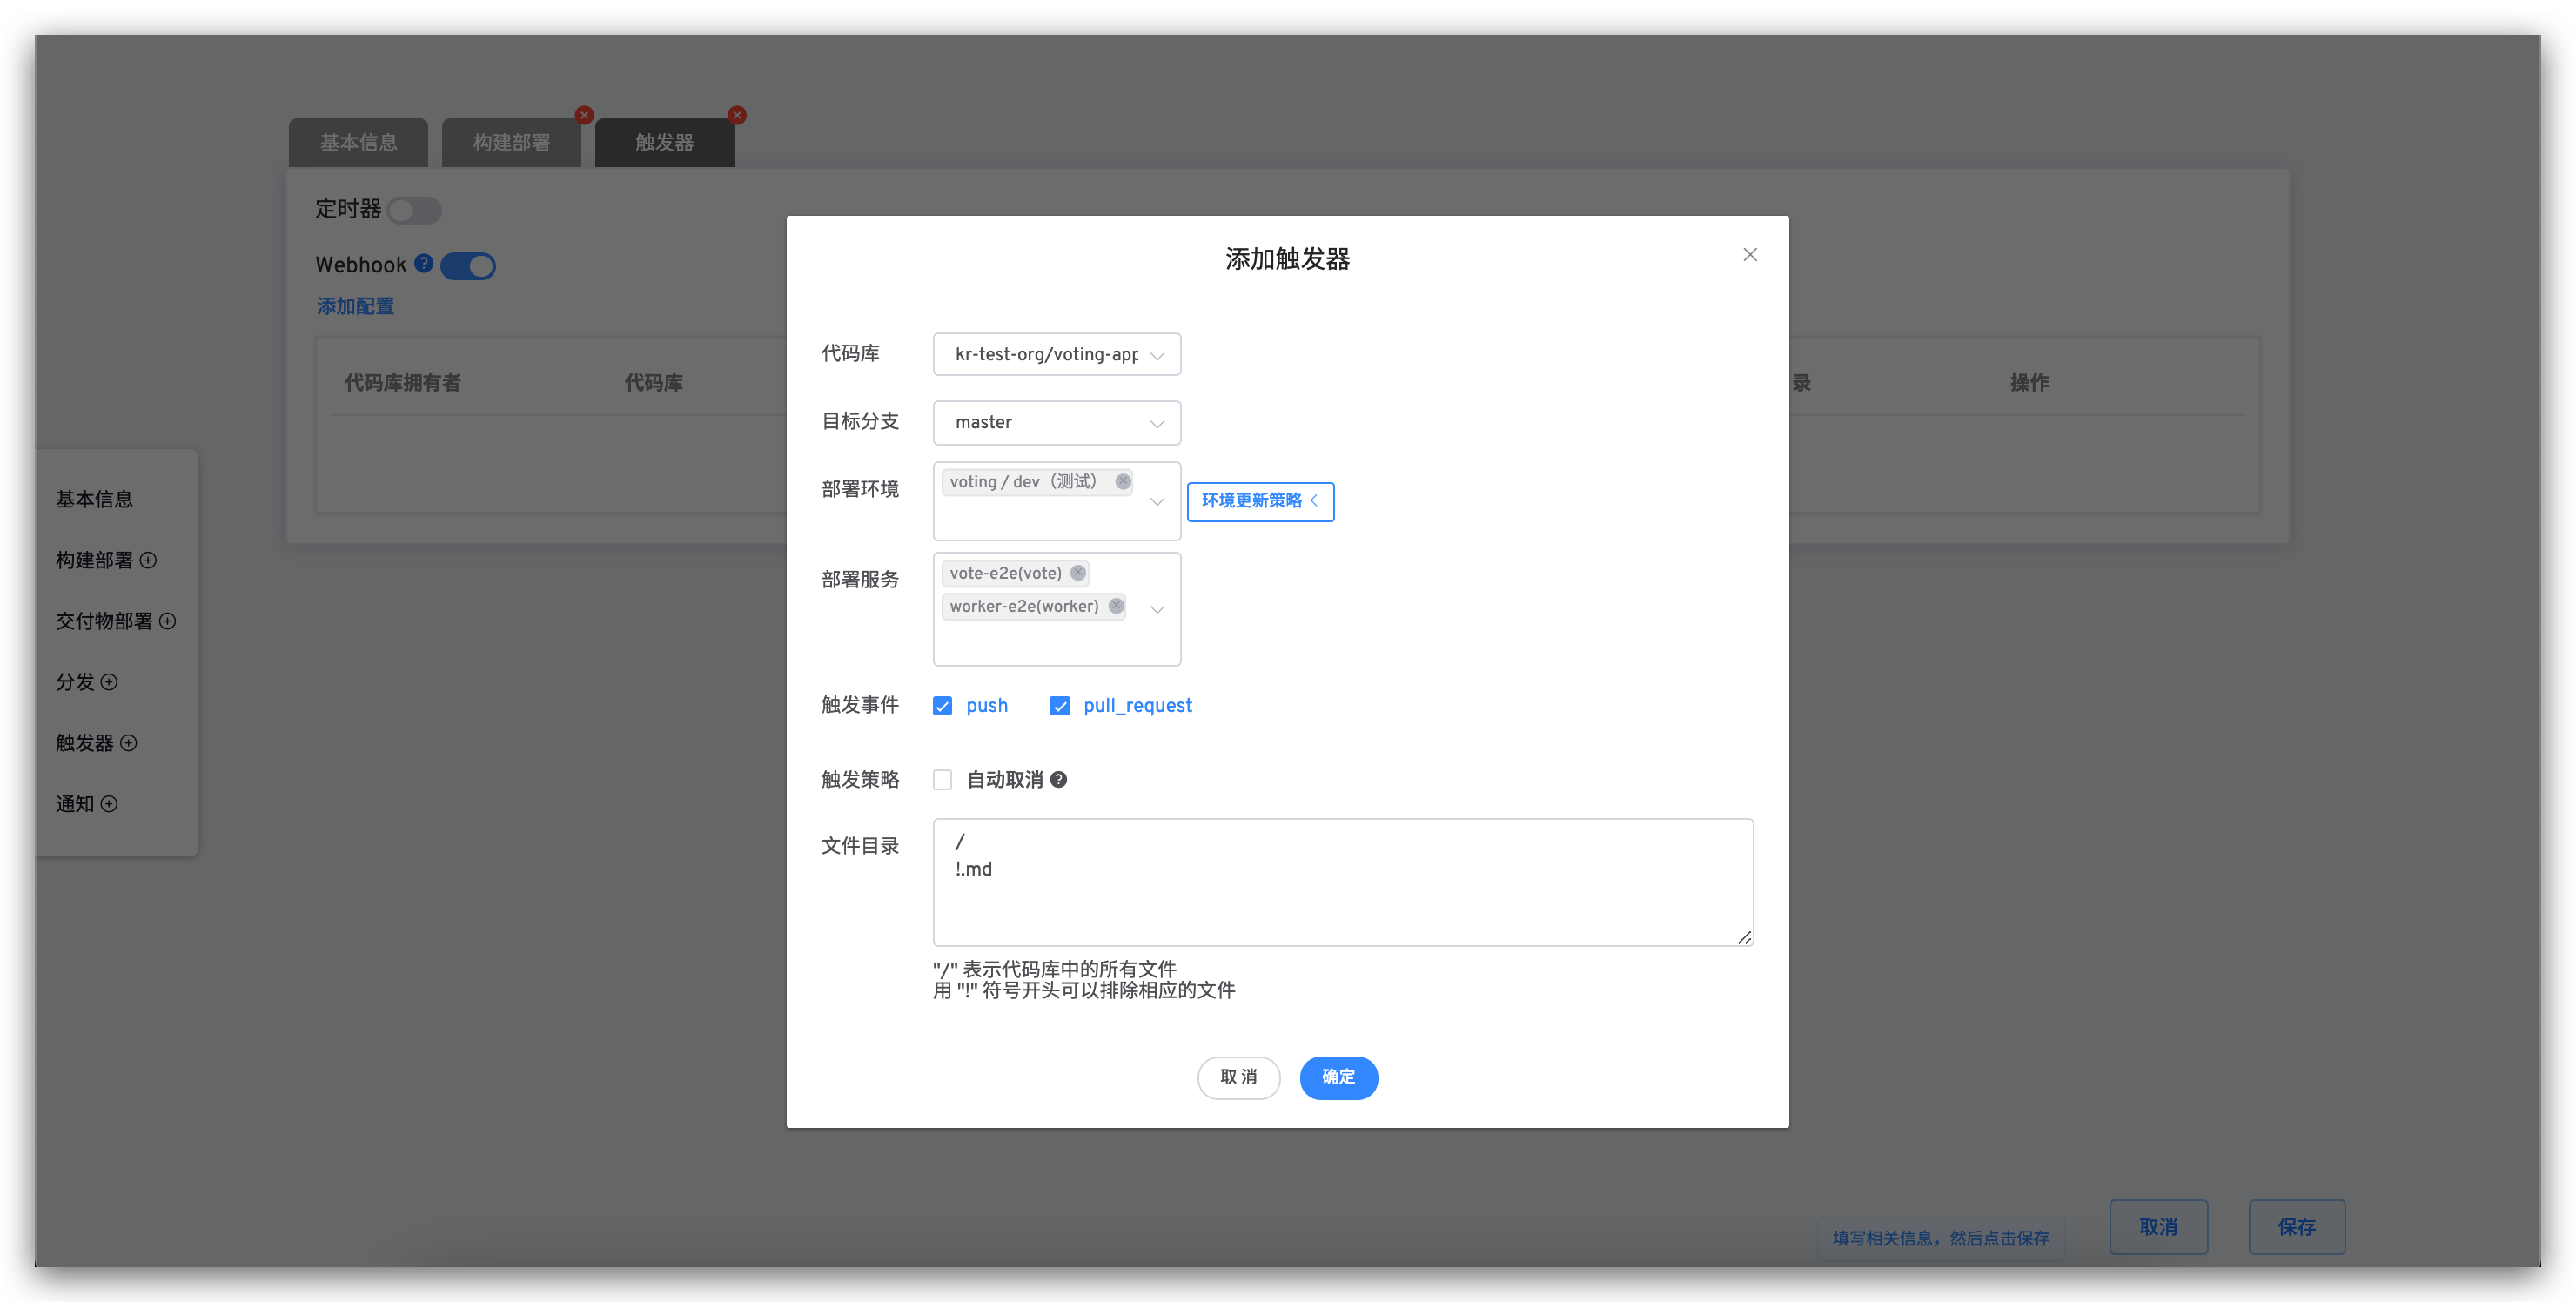 基本信息
构建部署
触发器
定时器
Webhook
添加配置
代码库拥有者
代码库
录
操作
基本信息
构建部署
交付物部署
分发
触发器
通知
添加触发器
代码库
kr-test-org/voting-app
目标分支
master
部署环境
voting / dev（测试）
环境更新策略
部署服务
vote-e2e(vote)
worker-e2e(worker)
触发事件
push
pull_request
触发策略
自动取消
文件目录
/
!.md
"/" 表示代码库中的所有文件
用 "!" 符号开头可以排除相应的文件
取 消
确定
填写相关信息，然后点击保存
取消
保存